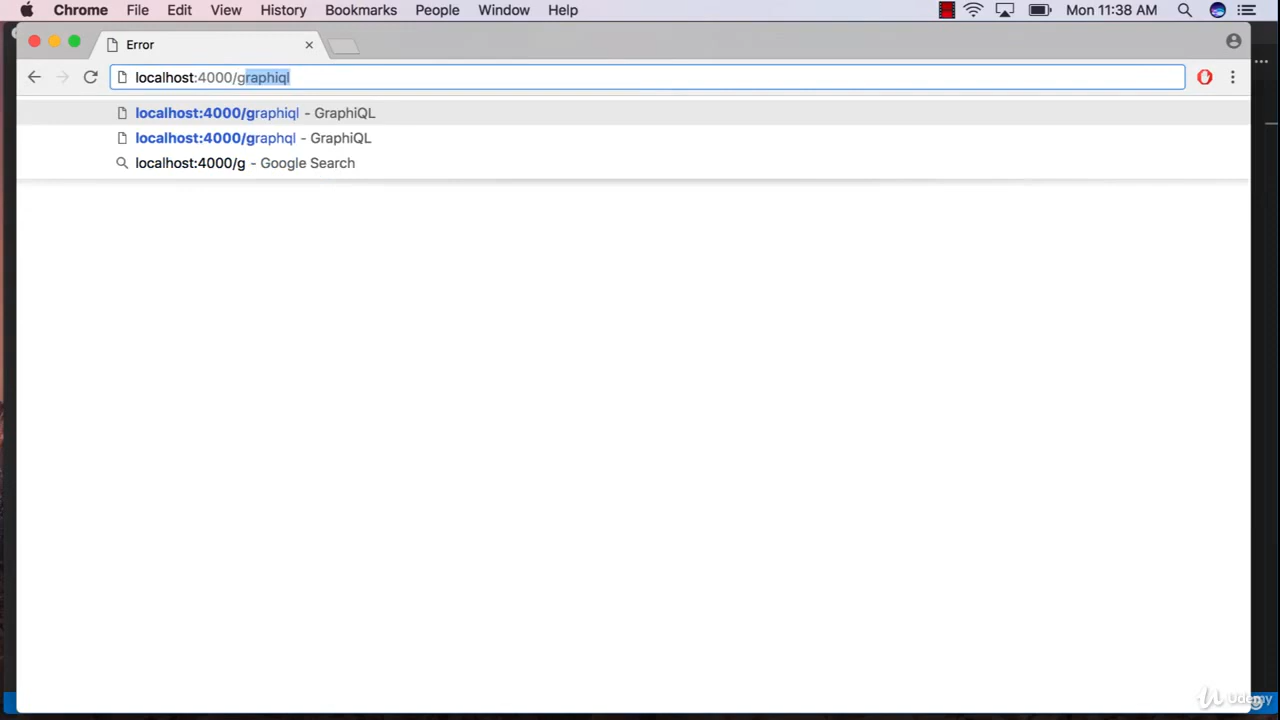 Chrome File Edit View History Bookmarks People Window Help Mon 11:38 AM
Error
localhost:4000/graphiql
localhost:4000/graphiql - GraphiQL
localhost:4000/graphql - GraphiQL
localhost:4000/g - Google Search
Udemy